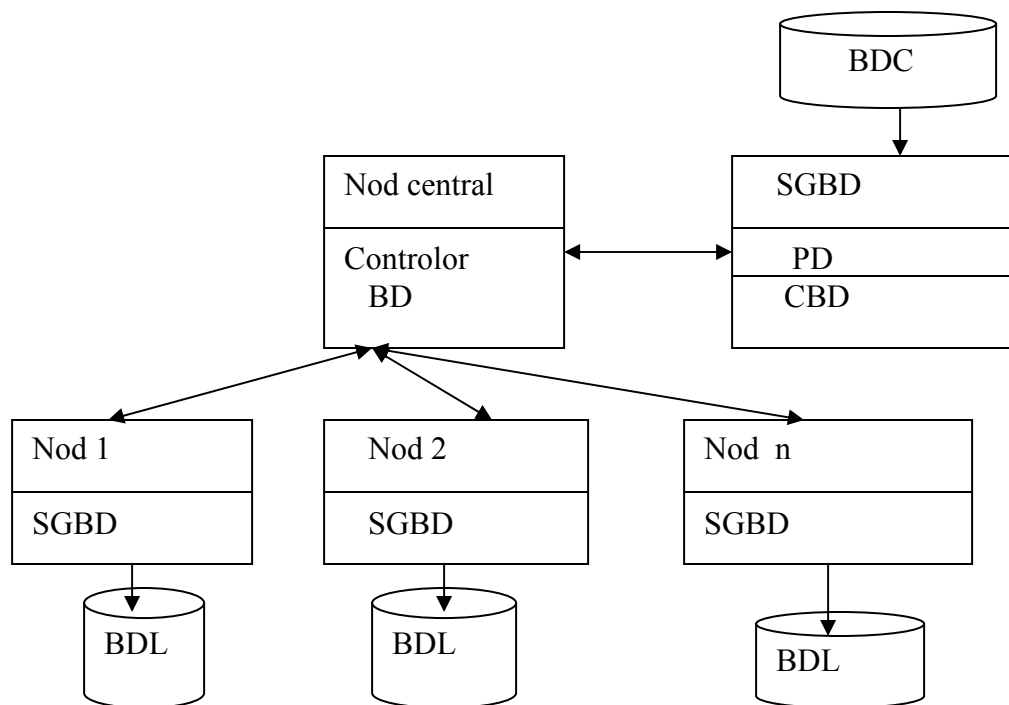 BDC
Nod central
SGBD
Controlor
BD
PD
CBD
Nod 1
Nod 2
Nod n
SGBD
SGBD
SGBD
BDL
BDL
BDL